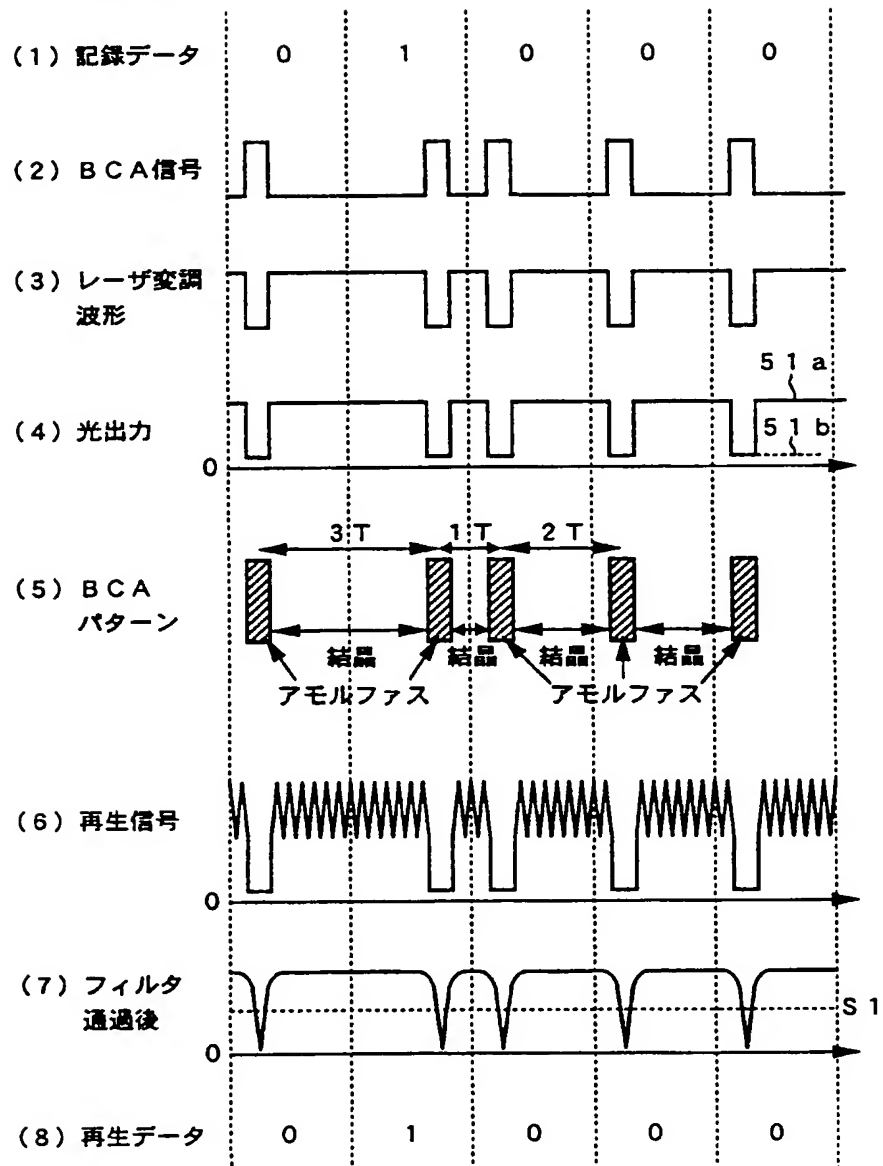 (1) 記録データ 0 1 0 0 0
(2) BCA信号
(3) レーザ変調
波形
51a
(4) 光出力
51b
0
3T 1T 2T
(5) BCA
パターン
結晶 結晶 結晶 結晶
アモルファス アモルファス
(6) 再生信号
0
(7) フィルタ
通過後
S1
0
(8) 再生データ 0 1 0 0 0